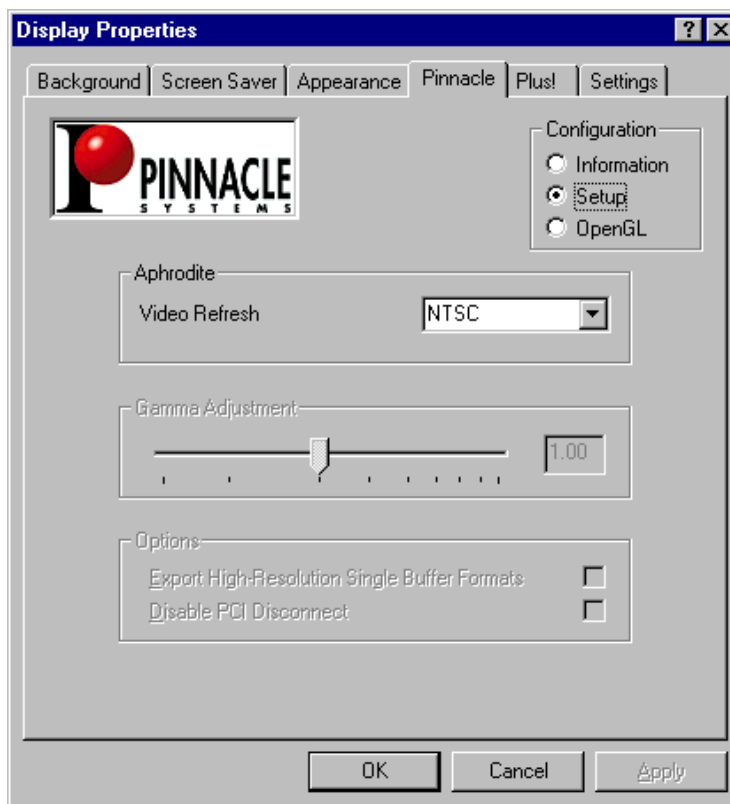 Display Properties
Background Screen Saver Appearance Pinnacle Plus! Settings
PINNACLE
SYSTEMS
Configuration
Information
Setup
OpenGL
Aphrodite
Video Refresh NTSC
Gamma Adjustment
1.00
Options
Export High-Resolution Single Buffer Formats
Disable PCI Disconnect
OK Cancel Apply